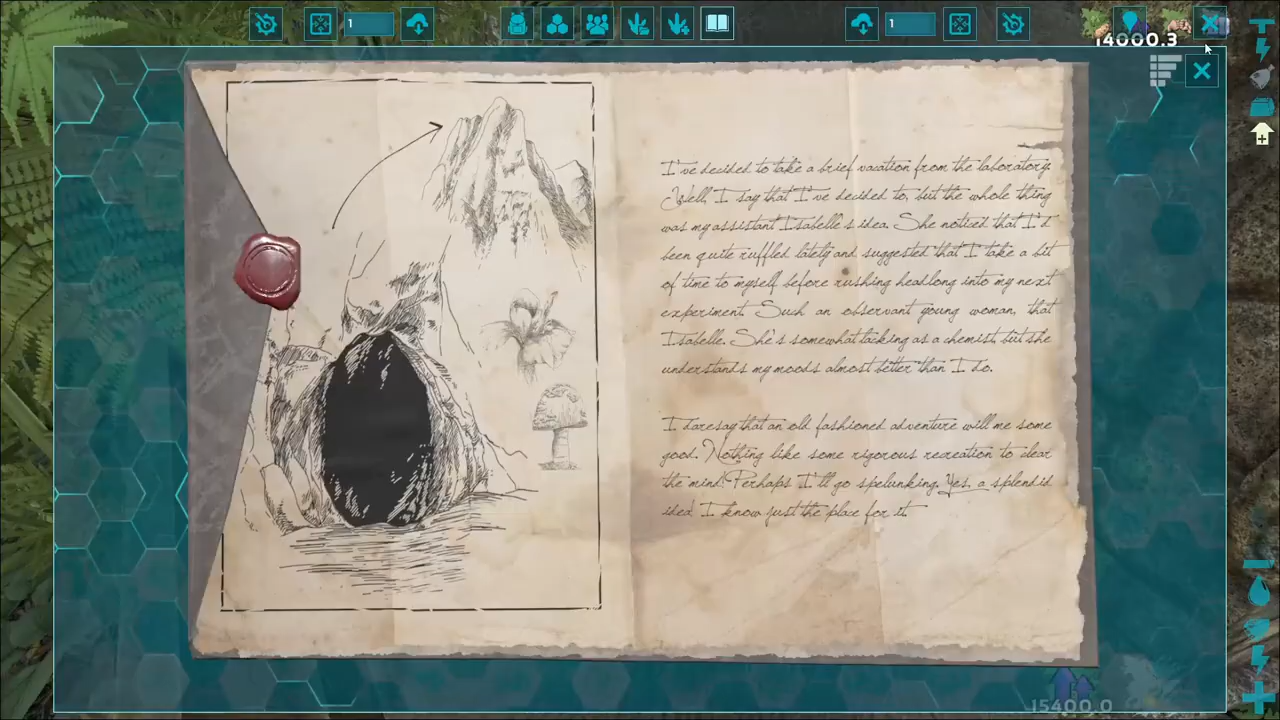 1
1
14000.3
I've decided to take a brief vacation from the laboratory.
Well, I say that I've decided to, but the whole thing
was my assistant Isabelle's idea. She noticed that I'd
been quite ruffled lately and suggested that I take a bit
of time to myself before rushing headlong into my next
experiment. Such an observant young woman, that
Isabelle. She's somewhat lacking as a chemist, but she
understands my moods almost better than I do.
I daresay that an old fashioned adventure will me some
good. Nothing like some rigorous recreation to clear
the mind! Perhaps I'll go spelunking. Yes, a splendid
idea! I know just the place for it.
15400.0